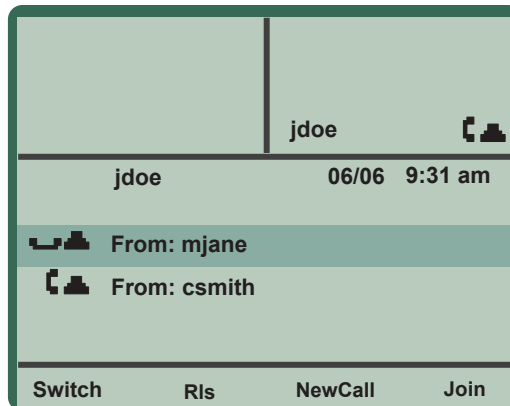 jdoe
jdoe 06/06 9:31 am
From: mjane
From: csmith
Switch Rls NewCall Join